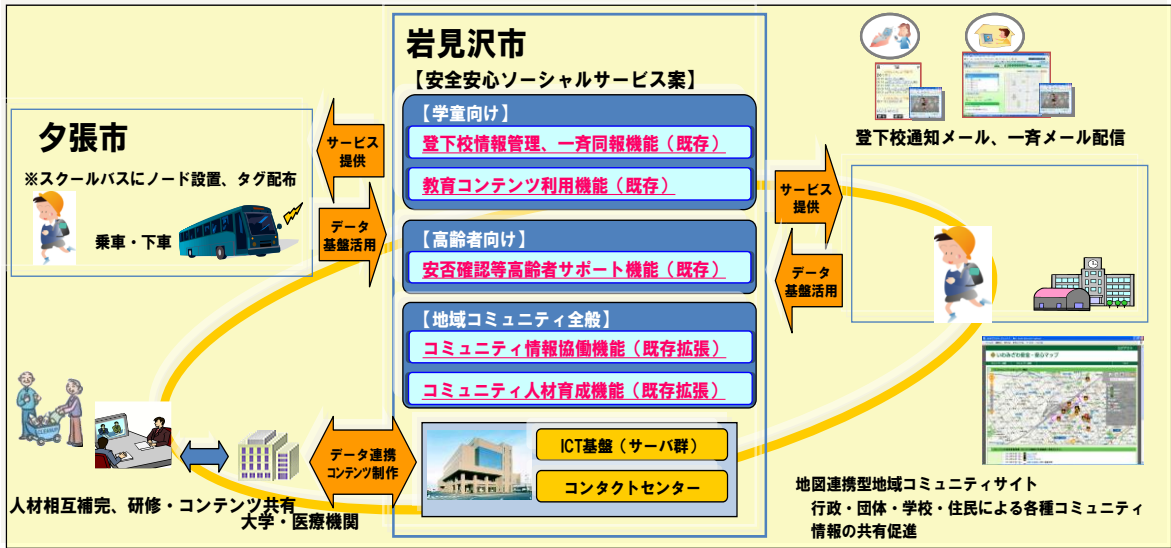 岩見沢市
【安全安心ソーシャルサービス案】
【学童向け】
登下校情報管理、一斉同報機能（既存）
教育コンテンツ利用機能（既存）
【高齢者向け】
安否確認等高齢者サポート機能（既存）
【地域コミュニティ全般】
コミュニティ情報協働機能（既存拡張）
コミュニティ人材育成機能（既存拡張）
ICT基盤（サーバ群）
コンタクトセンター
夕張市
※スクールバスにノード設置、タグ配布
乗車・下車
サービス
提供
データ
基盤活用
サービス
提供
データ
基盤活用
登下校通知メール、一斉メール配信
いわみざわ安全・安心マップ
地図連携型地域コミュニティサイト
行政・団体・学校・住民による各種コミュニティ
情報の共有促進
データ連携
コンテンツ制作
人材相互補完、研修・コンテンツ共有
大学・医療機関